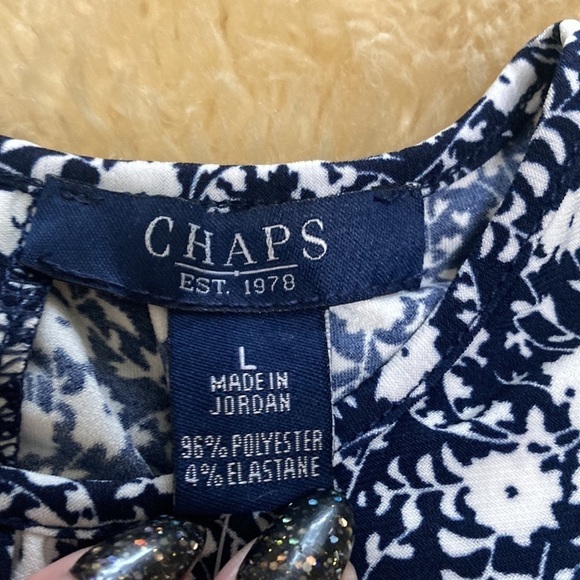 CHAPS
EST. 1978
L
MADE IN
JORDAN
96% POLYESTER
4% ELASTANE